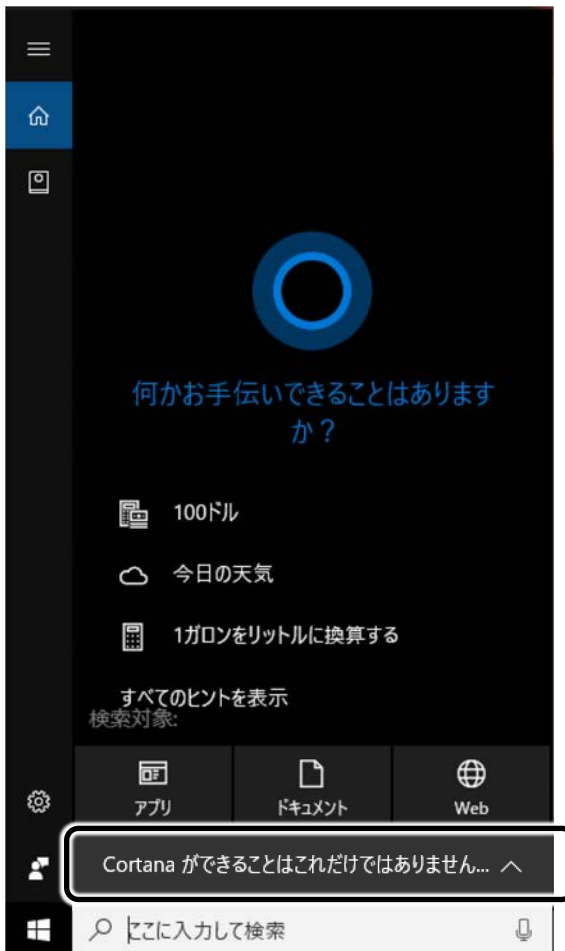 何かお手伝いできることはあります
か？
100ドル
今日の天気
1ガロンをリットルに換算する
すべてのヒントを表示
検索対象:
アプリ ドキュメント Web
Cortana ができることはこれだけではありません...
ここに入力して検索